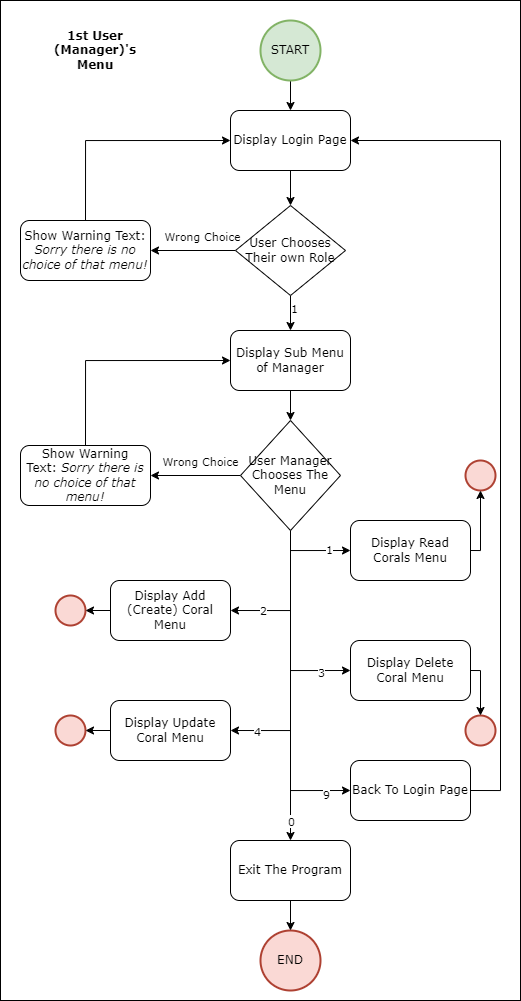 1st User
(Manager)'s
Menu
START
Display Login Page
Show Warning Text:
Sorry there is no
choice of that menu!
Wrong Choice
User Chooses
Their own Role
1
Display Sub Menu
of Manager
Show Warning
Text: Sorry there is
no choice of that
menu!
Wrong Choice
User Manager
Chooses The
Menu
1
Display Read
Corals Menu
Display Add
(Create) Coral
Menu
2
3
Display Delete
Coral Menu
Display Update
Coral Menu
4
9
Back To Login Page
0
Exit The Program
END